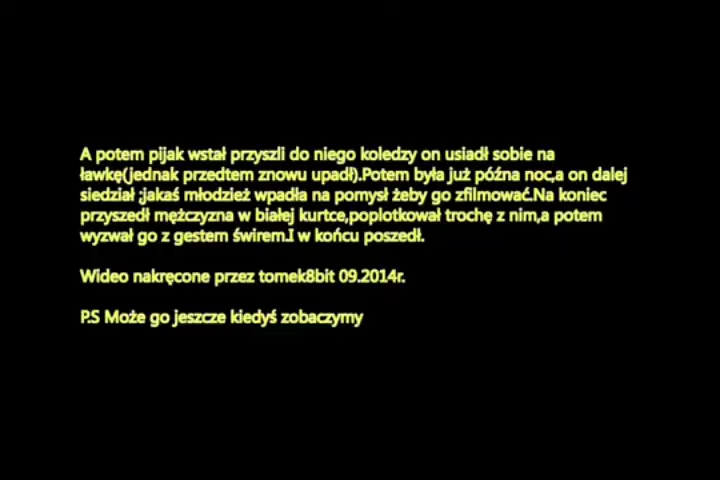 A potem pijak wstał przyszli do niego koledzy on usiadł sobie na
ławkę(jednak przedtem znowu upadł).Potem była już późna noc,a on dalej
siedział ;jakaś młodzież wpadła na pomysł żeby go zfilmować.Na koniec
przyszedł mężczyzna w białej kurtce,poplotkował trochę z nim,a potem
wyzwał go z gestem świrem.I w końcu poszedł.
Wideo nakręcone przez tomek8bit 09.2014r.
P.S Może go jeszcze kiedyś zobaczymy